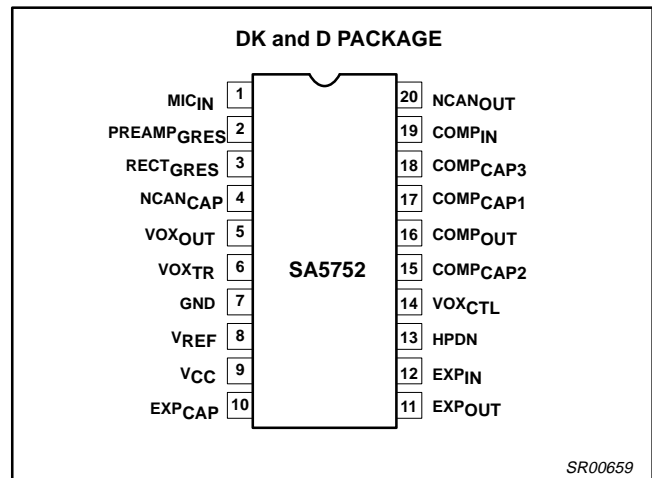 DK and D PACKAGE
MICIN 1 20 NCANOUT
PREAMPGRES 2 19 COMPIN
RECTGRES 3 18 COMPCAP3
NCANCAP 4 17 COMPCAP1
VOXOUT 5 16 COMPOUT
VOXTR 6 SA5752 15 COMPCAP2
GND 7 14 VOXCTL
VREF 8 13 HPDN
VCC 9 12 EXPIN
EXPCAP 10 11 EXPOUT
SR00659